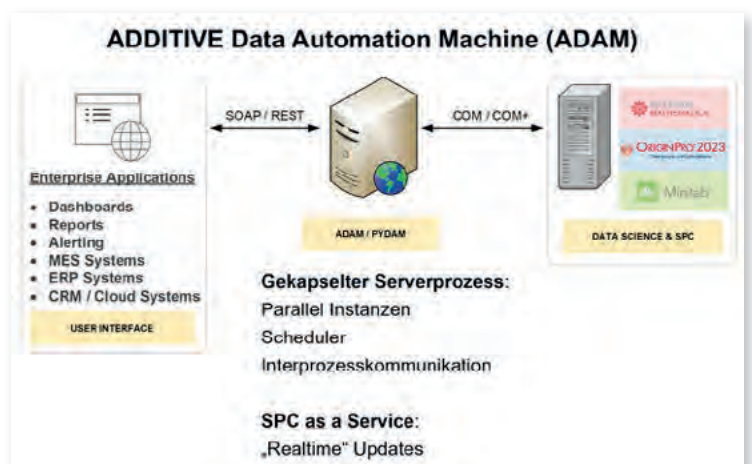 ADDITIVE Data Automation Machine (ADAM)
SOAP / REST
COM / COM+
MATHEMATICA
ORIGINPRO 2023
Minitab
Enterprise Applications
• Dashboards
• Reports
• Alerting
• MES Systems
• ERP Systems
• CRM / Cloud Systems
USER INTERFACE
ADAM / PYDAM
DATA SCIENCE & SPC
Gekapselter Serverprozess:
Parallel Instanzen
Scheduler
Interprozesskommunikation
SPC as a Service:
„Realtime“ Updates